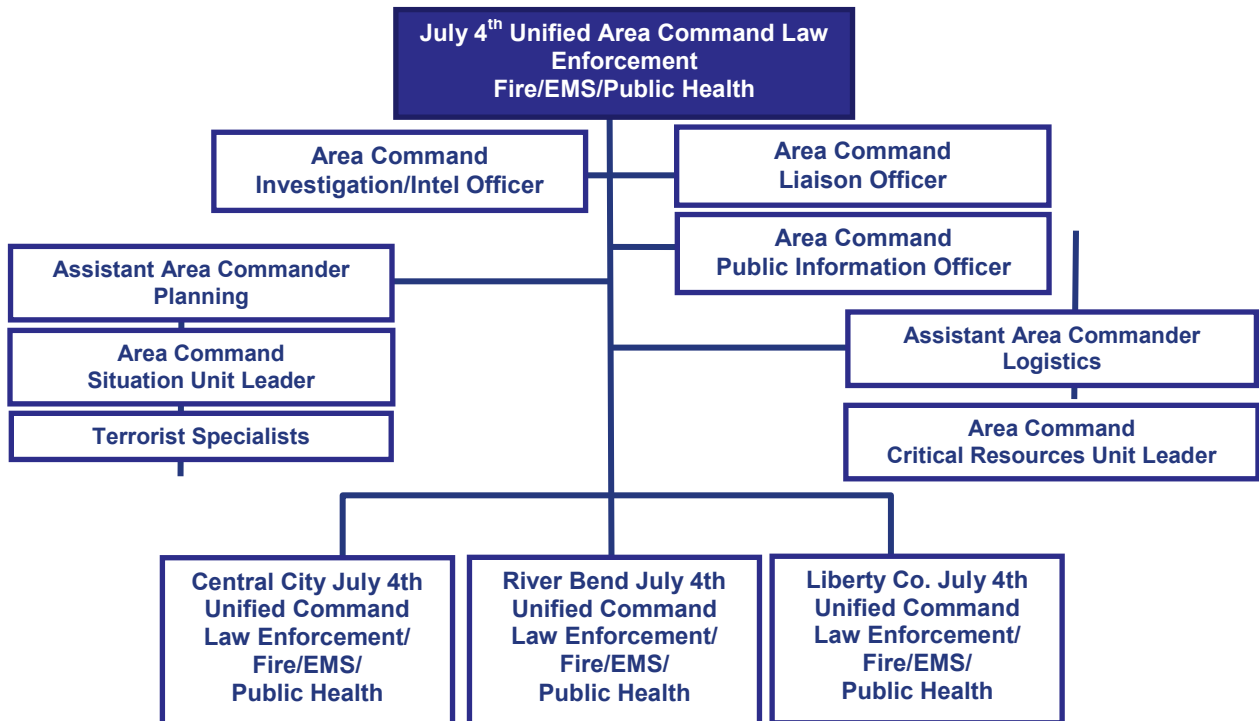 July 4th Unified Area Command Law
Enforcement
Fire/EMS/Public Health
Area Command
Investigation/Intel Officer
Area Command
Liaison Officer
Area Command
Public Information Officer
Assistant Area Commander
Planning
Area Command
Situation Unit Leader
Terrorist Specialists
Assistant Area Commander
Logistics
Area Command
Critical Resources Unit Leader
Central City July 4th
Unified Command
Law Enforcement/
Fire/EMS/
Public Health
River Bend July 4th
Unified Command
Law Enforcement/
Fire/EMS/
Public Health
Liberty Co. July 4th
Unified Command
Law Enforcement/
Fire/EMS/
Public Health